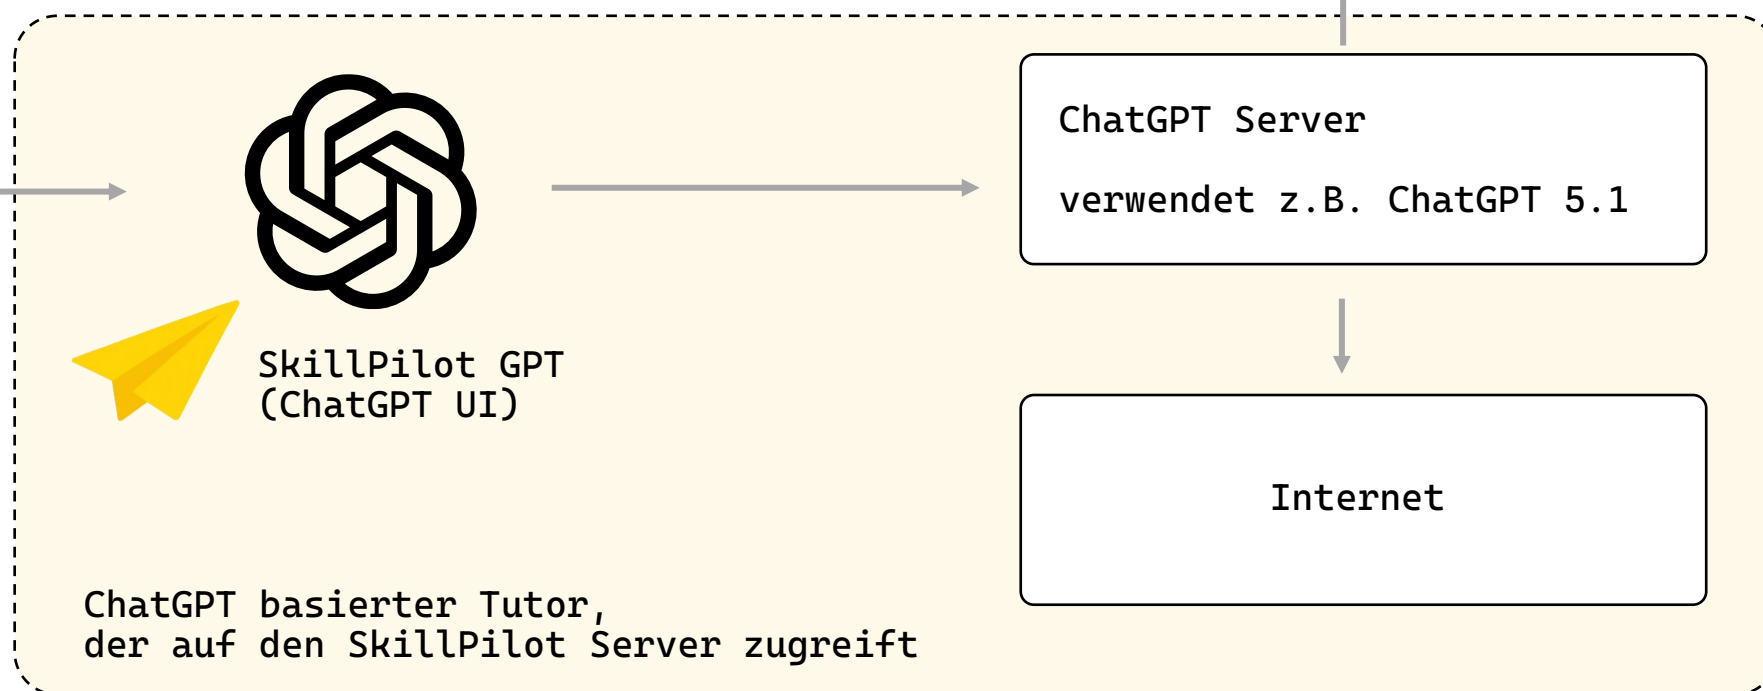 ChatGPT Server
verwendet z.B. ChatGPT 5.1
SkillPilot GPT
(ChatGPT UI)
Internet
ChatGPT basierter Tutor,
der auf den SkillPilot Server zugreift